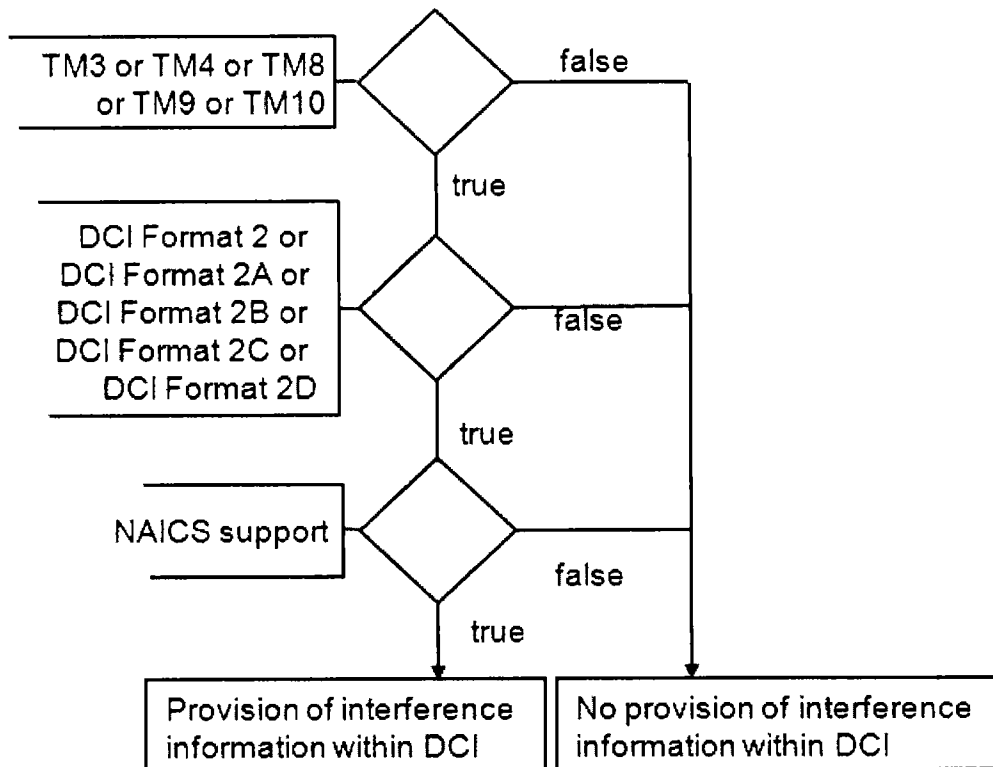 TM3 or TM4 or TM8
or TM9 or TM10
false
true
DCI Format 2 or
DCI Format 2A or
DCI Format 2B or
DCI Format 2C or
DCI Format 2D
false
true
NAICS support
false
true
Provision of interference
information within DCI
No provision of interference
information within DCI